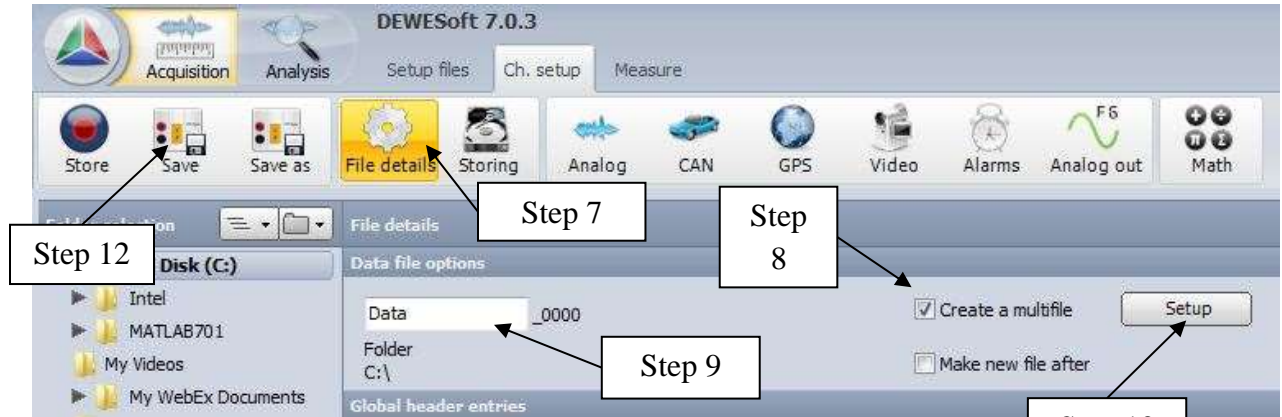 DEWESoft 7.0.3
Acquisition Analysis
Setup files Ch. setup Measure
F6
Store Save Save as File details Storing Analog CAN GPS Video Alarms Analog out Math
Step 7
Step
8
Step 12
File details
Disk (C:)
Data file options
Intel
Data _0000
Create a multifile Setup
MATLAB701
My Videos
Folder
C:\
Step 9
Make new file after
My WebEx Documents
Global header entries